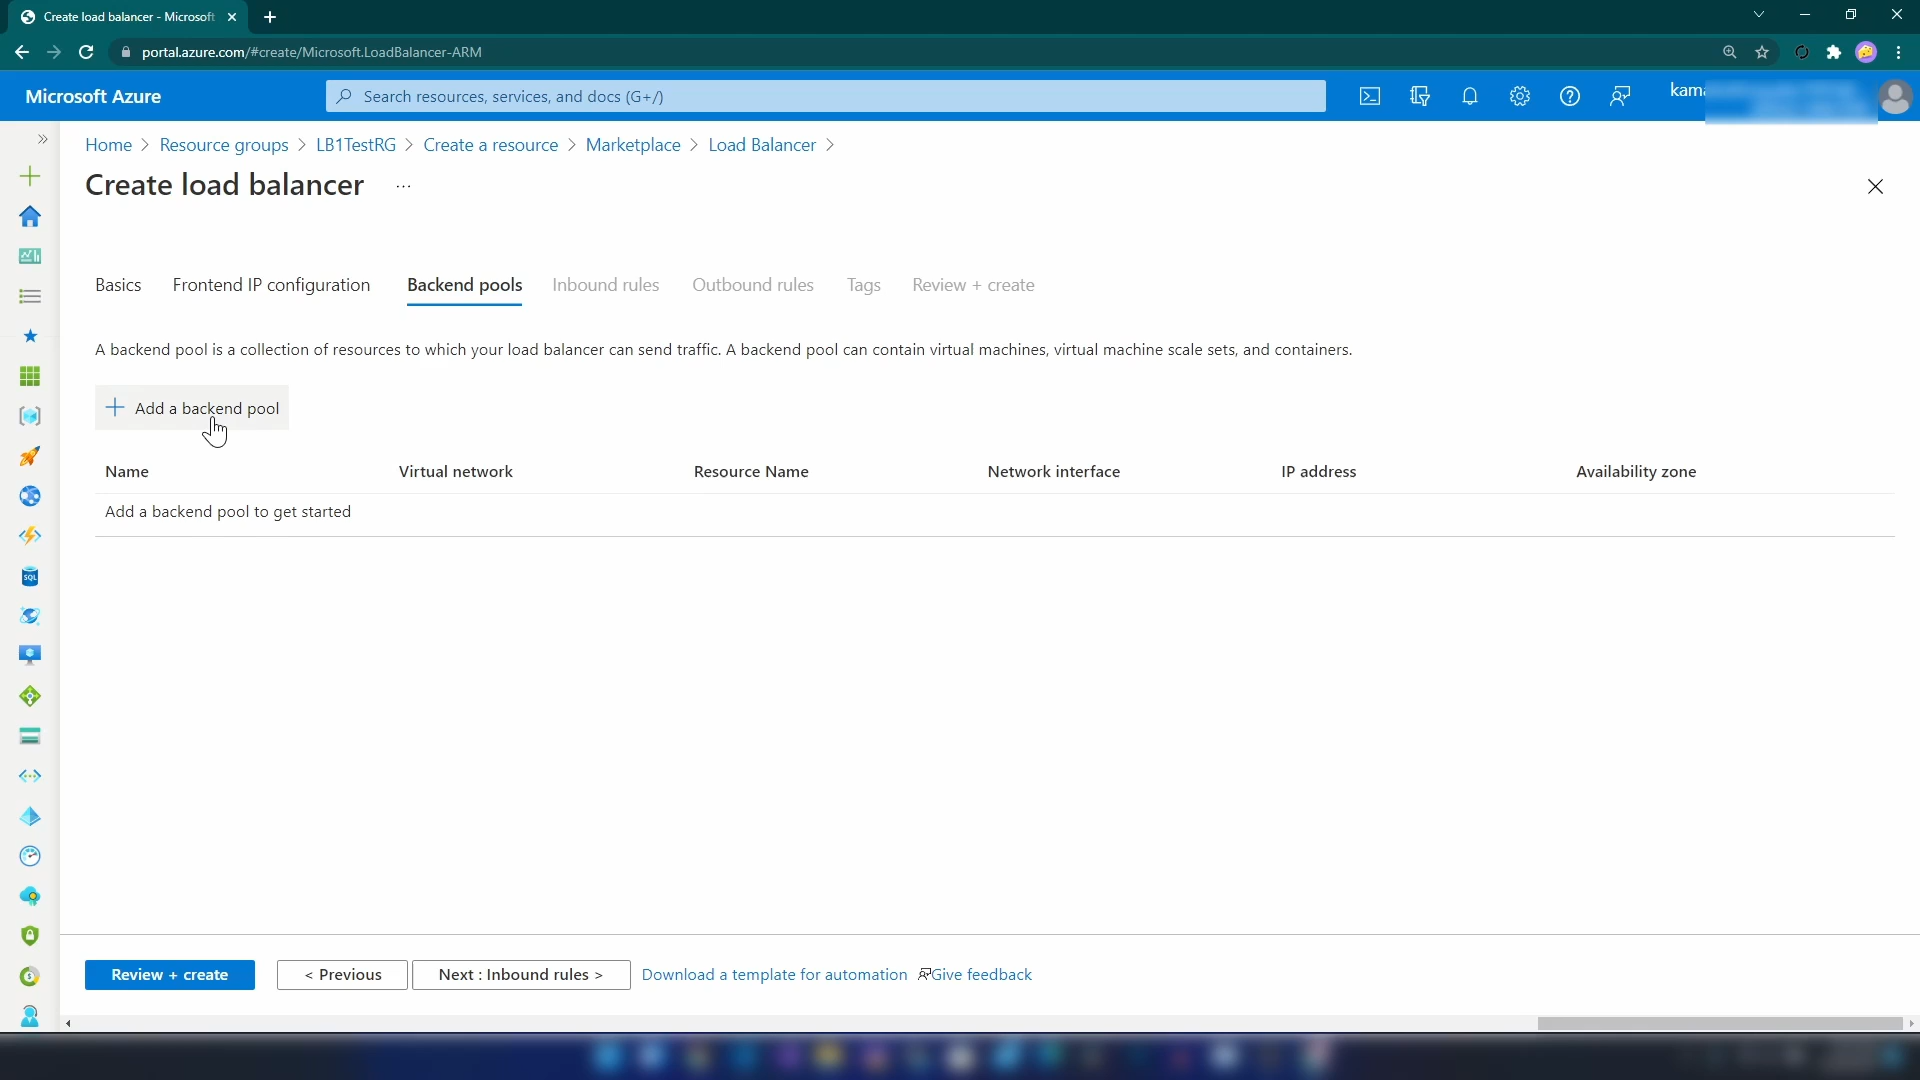 Create load balancer - Microsoft
portal.azure.com/#create/Microsoft.LoadBalancer-ARM
Microsoft Azure
Search resources, services, and docs (G+/)
kama
Home > Resource groups > LB1TestRG > Create a resource > Marketplace > Load Balancer >
Create load balancer ...
Basics Frontend IP configuration Backend pools Inbound rules Outbound rules Tags Review + create
A backend pool is a collection of resources to which your load balancer can send traffic. A backend pool can contain virtual machines, virtual machine scale sets, and containers.
+ Add a backend pool
Name Virtual network Resource Name Network interface IP address Availability zone
Add a backend pool to get started
SQL
Review + create < Previous Next : Inbound rules > Download a template for automation Give feedback